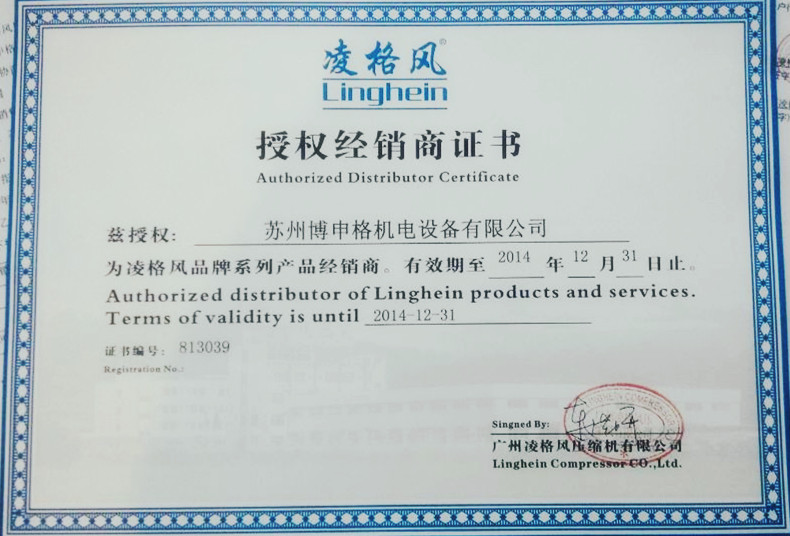 凌格风®
Linghein
授权经销商证书
Authorized Distributor Certificate
兹授权: 苏州博申格机电设备有限公司
为凌格风品牌系列产品经销商。有效期至 2014 年 12 月 31 日止。
Authorized distributor of Linghein products and services.
Terms of validity is until 2014-12-31
证书编号: 813039
Registration No.:
Singned By:
广州凌格风压缩机有限公司
Linghein Compressor CO.,Ltd.